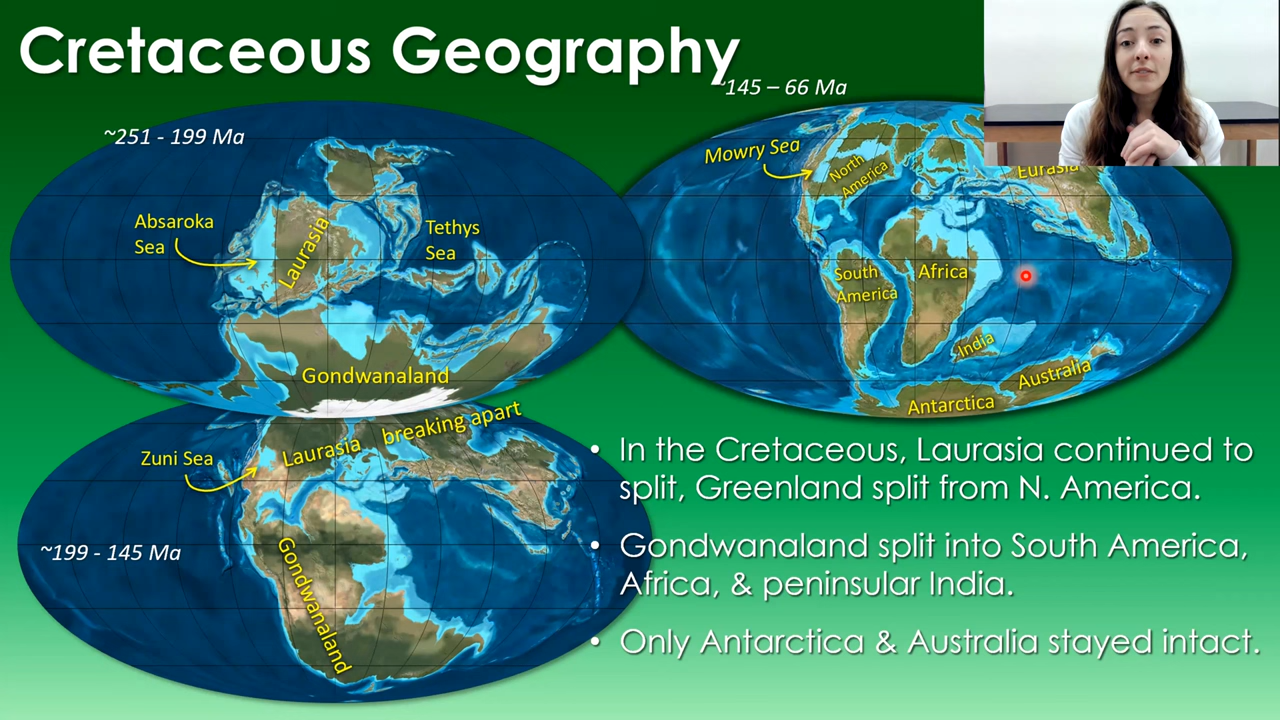 Cretaceous Geography
~251 - 199 Ma
Absaroka
Sea
Laurasia
Tethys
Sea
Gondwanaland
~145 – 66 Ma
Mowry Sea
North
America
Eurasia
South
America
Africa
India
Australia
Antarctica
Zuni Sea
Laurasia breaking apart
~199 - 145 Ma
Gondwanaland
• In the Cretaceous, Laurasia continued to
split, Greenland split from N. America.
• Gondwanaland split into South America,
Africa, & peninsular India.
• Only Antarctica & Australia stayed intact.